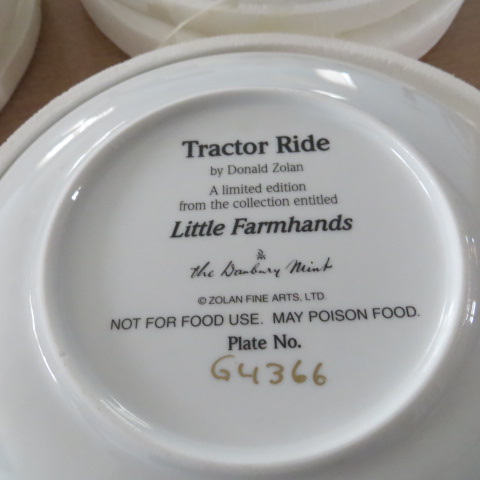 Tractor Ride
by Donald Zolan
A limited edition
from the collection entitled
Little Farmhands
the Danbury Mint
© ZOLAN FINE ARTS, LTD.
NOT FOR FOOD USE. MAY POISON FOOD.
Plate No.
G4366